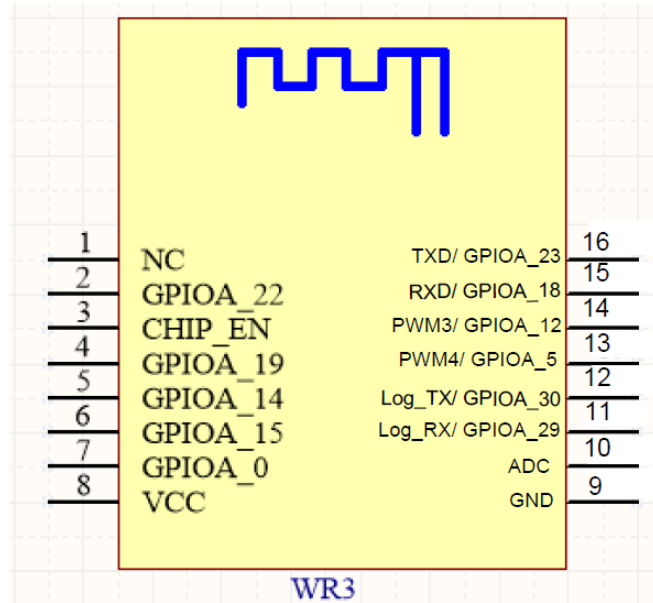 1 NC
2 GPIOA_22
3 CHIP_EN
4 GPIOA_19
5 GPIOA_14
6 GPIOA_15
7 GPIOA_0
8 VCC
TXD/ GPIOA_23 16
RXD/ GPIOA_18 15
PWM3/ GPIOA_12 14
PWM4/ GPIOA_5 13
Log_TX/ GPIOA_30 12
Log_RX/ GPIOA_29 11
ADC 10
GND 9
WR3